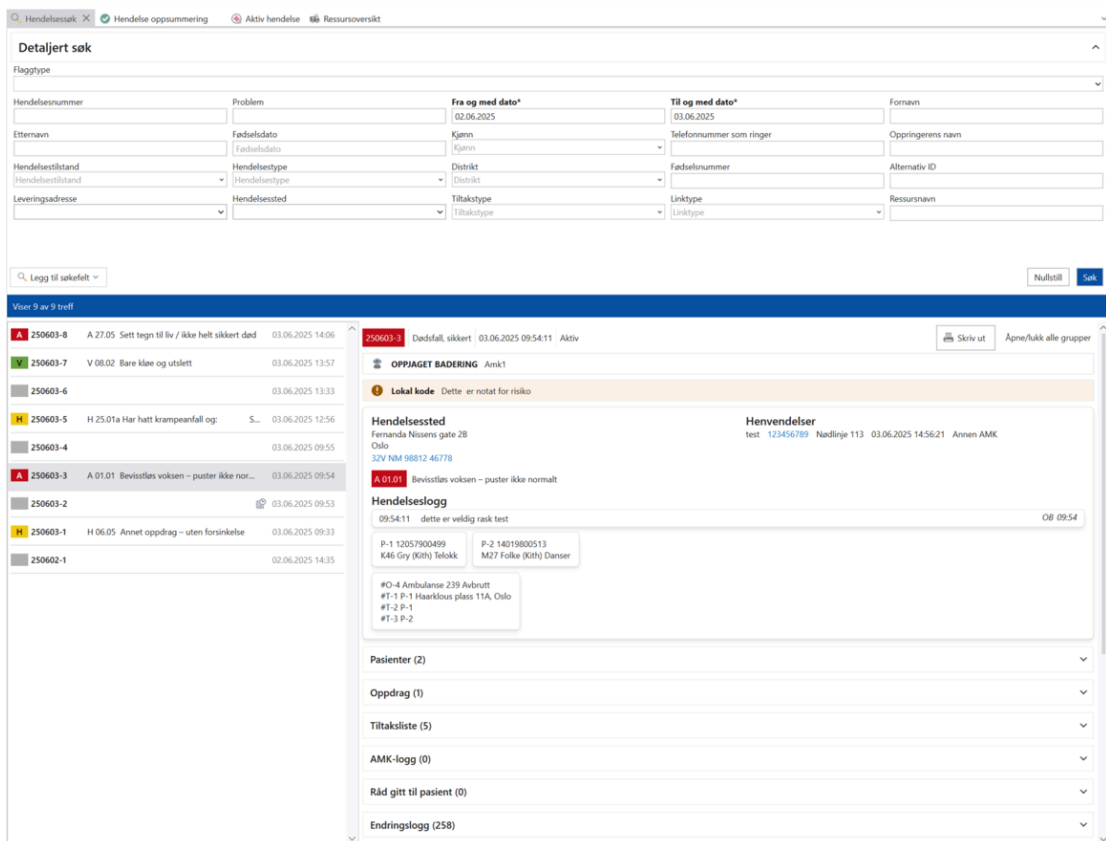 Hendelsessøk Hendelse oppsummering Aktiv hendelse Ressursoversikt
Detaljert søk
Flaggtype
Hendelsesnummer Problem Fra og med dato* Til og med dato* Fornavn
02.06.2025 03.06.2025
Etternavn Fødselsdato Kjønn Telefonnummer som ringer Oppringerens navn
Fødselsdato Kjønn
Hendelsestilstand Hendelsestype Distrikt Fødselsnummer Alternativ ID
Hendelsestilstand Hendelsestype Distrikt
Leveringsadresse Hendelsessted Tiltakstype Linktype Ressursnavn
Tiltakstype Linktype
Legg til søkefelt Nullstill Søk
Viser 9 av 9 treff
A 250603-8 A 27.05 Sett tegn til liv / ikke helt sikkert død 03.06.2025 14:06
V 250603-7 V 08.02 Bare kløe og utslett 03.06.2025 13:57
250603-6 03.06.2025 13:33
H 250603-5 H 25.01a Har hatt krampeanfall og: S... 03.06.2025 12:56
250603-4 03.06.2025 09:55
A 250603-3 A 01.01 Bevisstløs voksen – puster ikke nor... 03.06.2025 09:54
250603-2 03.06.2025 09:53
H 250603-1 H 06.05 Annet oppdrag – uten forsinkelse 03.06.2025 09:33
250602-1 02.06.2025 14:35
250603-3 Dødsfall, sikkert 03.06.2025 09:54:11 Aktiv Skriv ut Åpne/lukk alle grupper
OPPJAGET BADERING Amk1
Lokal kode Dette er notat for risiko
Hendelsessted
Fernanda Nissens gate 2B
Oslo
32V NM 98812 46778
Henvendelser
test 123456789 Nødlinje 113 03.06.2025 14:56:21 Annen AMK
A 01.01 Bevisstløs voksen – puster ikke normalt
Hendelseslogg
09:54:11 dette er veldig rask test OB 09:54
P-1 12057900499
K46 Gry (Kith) Telokk
P-2 14019800513
M27 Folke (Kith) Danser
#O-4 Ambulanse 239 Avbrutt
#T-1 P-1 Haarklous plass 11A, Oslo
#T-2 P-1
#T-3 P-2
Pasienter (2)
Oppdrag (1)
Tiltaksliste (5)
AMK-logg (0)
Råd gitt til pasient (0)
Endringslogg (258)